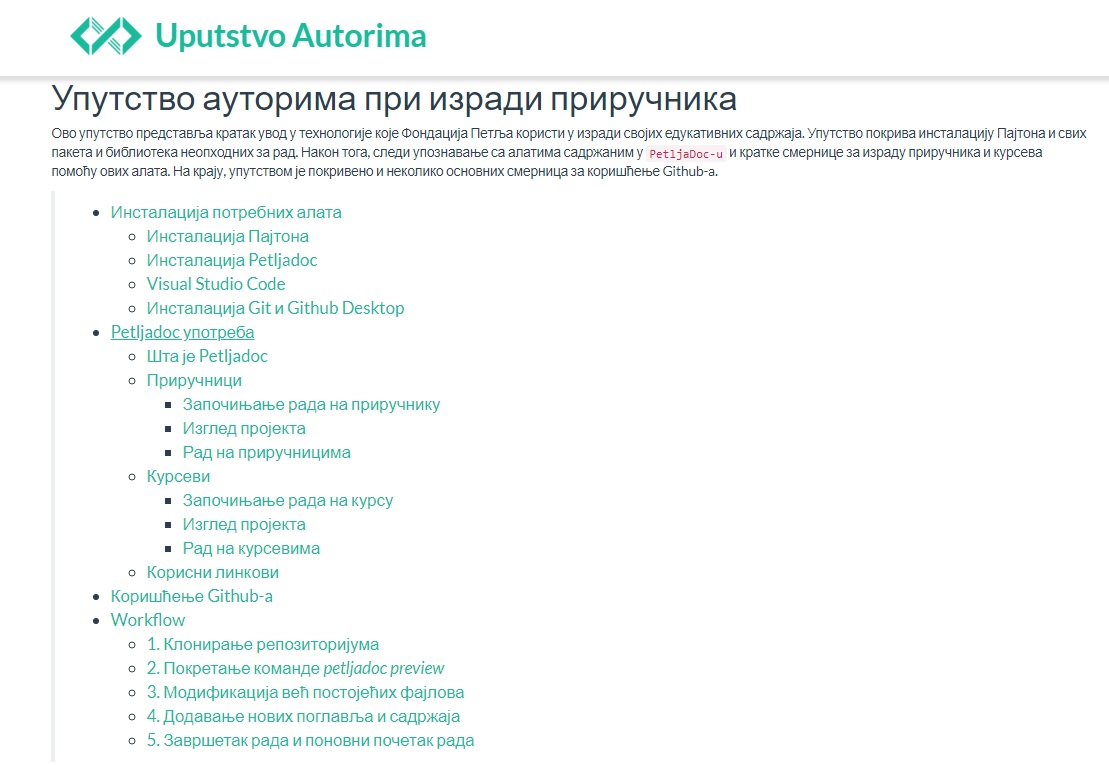 Uputstvo Autorima
Упутство ауторима при изради приручника
Ово упутство представља кратак увод у технологије које Фондација Петља користи у изради својих едукативних садржаја. Упутство покрива инсталацију Пајтона и свих
пакета и библиотека неопходних за рад. Након тога, следи упознавање са алатима садржаним у PetljaDoc-u и кратке смернице за израду приручника и курсева
помоћу ових алата. На крају, упутством је покривено и неколико основних смерница за коришћење Github-a.
Инсталација потребних алата
Инсталација Пајтона
Инсталација Petljadoc
Visual Studio Code
Инсталација Git и Github Desktop
Petljadoc употреба
Шта је Petljadoc
Приручници
Започињање рада на приручнику
Изглед пројекта
Рад на приручницима
Курсеви
Започињање рада на курсу
Изглед пројекта
Рад на курсевима
Корисни линкови
Коришћење Github-a
Workflow
1. Клонирање репозиторијума
2. Покретање команде petljadoc preview
3. Модификација већ постојећих фајлова
4. Додавање нових поглавља и садржаја
5. Завршетак рада и поновни почетак рада